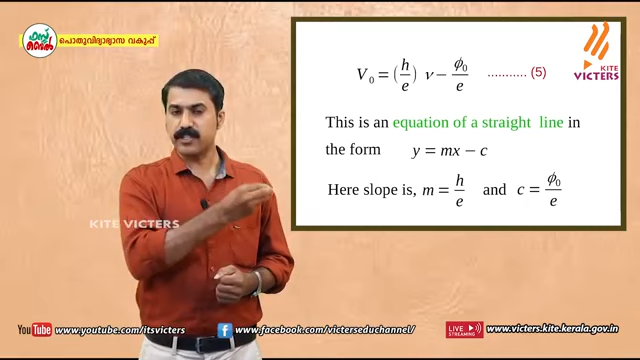 ഫസ്റ്റ് ബെൽ
പൊതുവിദ്യാഭ്യാസ വകുപ്പ്
KITE
VICTERS
V₀ = (h/e) ν − ϕ₀/e ........... (5)
This is an equation of a straight line in
the form y = mx − c
Here slope is, m = h/e and c = ϕ₀/e
KITE VICTERS
YouTube www.youtube.com/itsvicters f www.facebook.com/victerseduchannel/ LIVE STREAMING www.victers.kite.kerala.gov.in